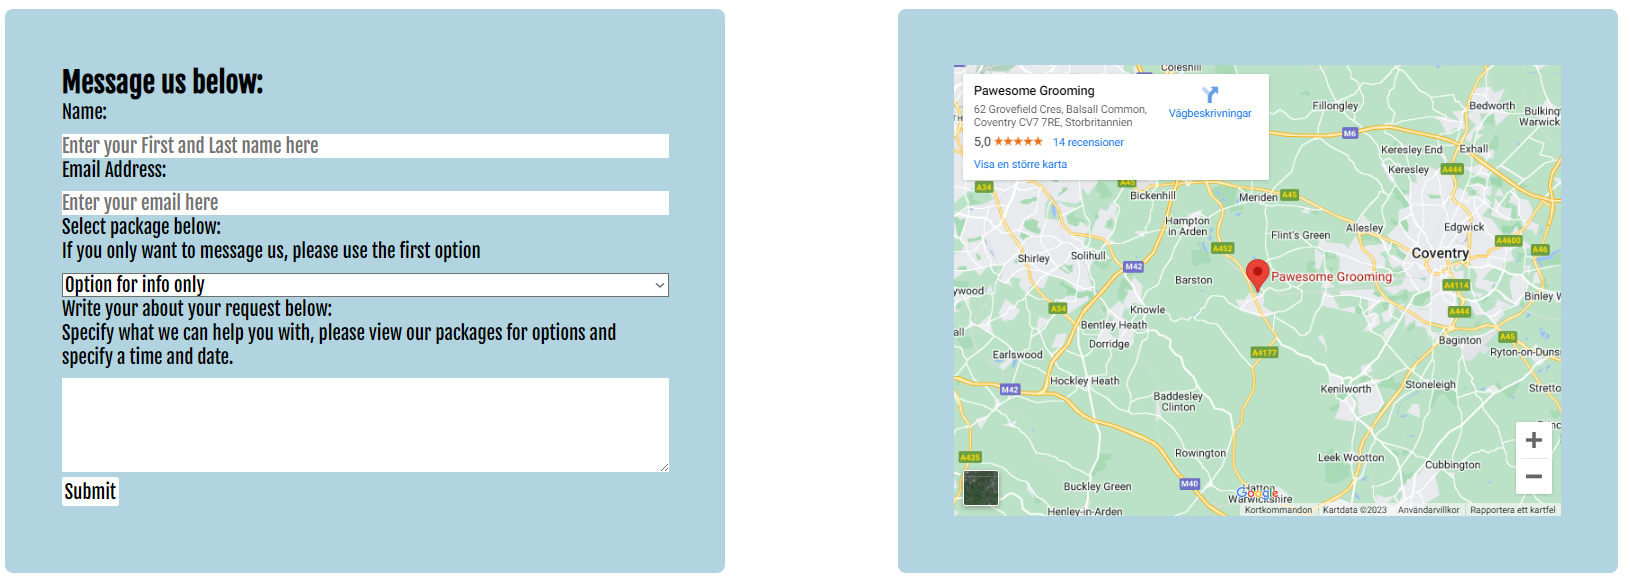 Message us below:
Name:
Enter your First and Last name here
Email Address:
Enter your email here
Select package below:
If you only want to message us, please use the first option
Option for info only
Write your about your request below:
Specify what we can help you with, please view our packages for options and
specify a time and date.
Submit
Pawesome Grooming
62 Grovefield Cres, Balsall Common,
Coventry CV7 7RE, Storbritannien
Vägbeskrivningar
5,0
14 recensioner
Visa en större karta
Coleshill
Fillongley
Bedworth
Bulking
Warwick
M6
Keresley End
Exhall
Keresley
A444
A34
A45
Bickenhill
Meriden
A45
Hampton
in Arden
Flint's Green
Allesley
Edgwick
A4600
A46
A452
Shirley
Solihull
M42
Coventry
Barston
Pawesome Grooming
A4114
ywood
Binley W
A34
Knowle
A444
Bentley Heath
Dorridge
all
A45
Baginton
Ryton-on-Duns
Earlswood
A4177
Hockley Heath
M42
Kenilworth
Stoneleigh
Stretto
Baddesley
Clinton
Rowington
Leek Wootton
A435
Cubbington
Buckley Green
M40
Hatton
Google
Warwickshire
Henley-in-Arden
Kortkommandon
Kartdata ©2023
Användarvillkor
Rapportera ett kartfel